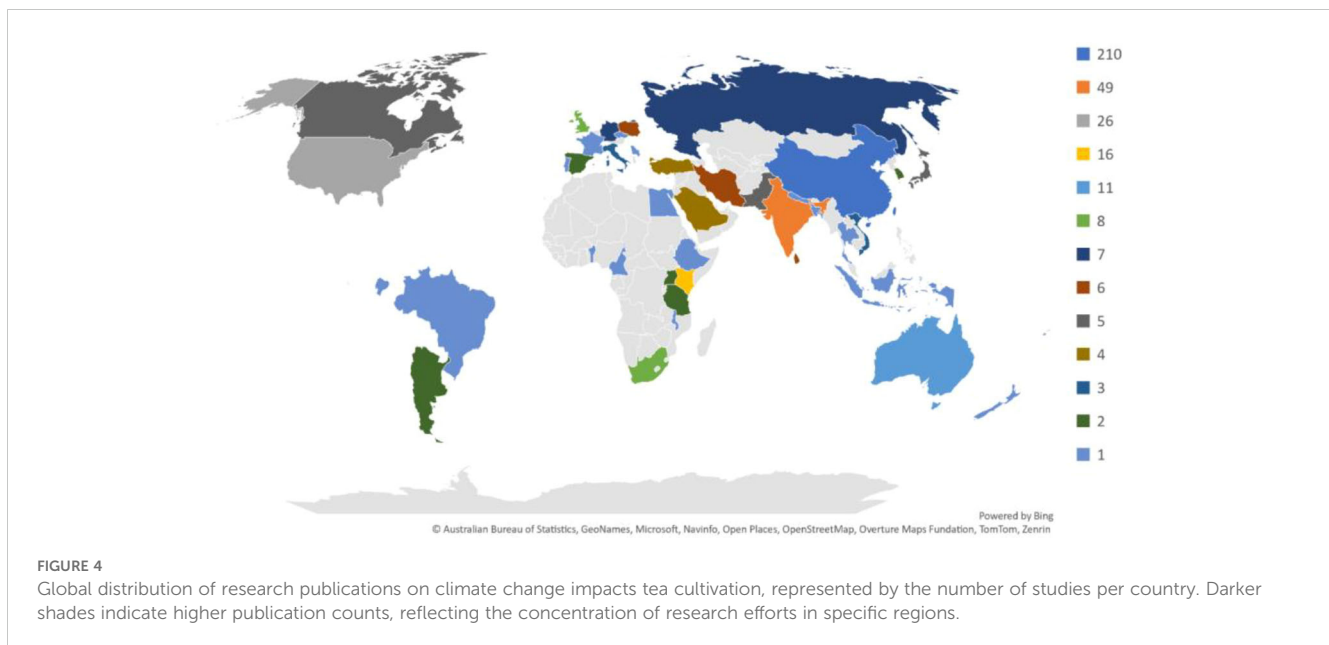 210
49
26
16
11
8
7
6
5
4
3
2
1
Powered by Bing
© Australian Bureau of Statistics, GeoNames, Microsoft, Navinfo, Open Places, OpenStreetMap, Overture Maps Fundation, TomTom, Zenrin
FIGURE 4
Global distribution of research publications on climate change impacts tea cultivation, represented by the number of studies per country. Darker
shades indicate higher publication counts, reflecting the concentration of research efforts in specific regions.